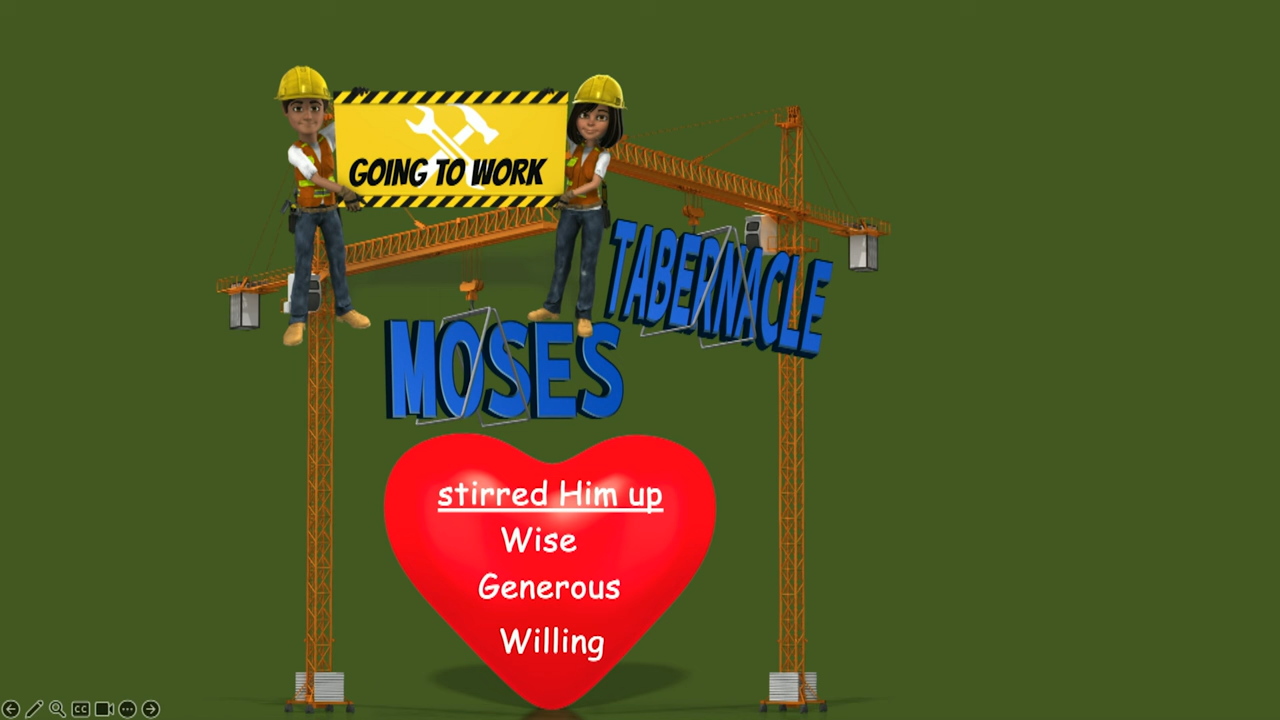 GOING TO WORK
TABERNACLE
MOSES
stirred Him up
Wise
Generous
Willing